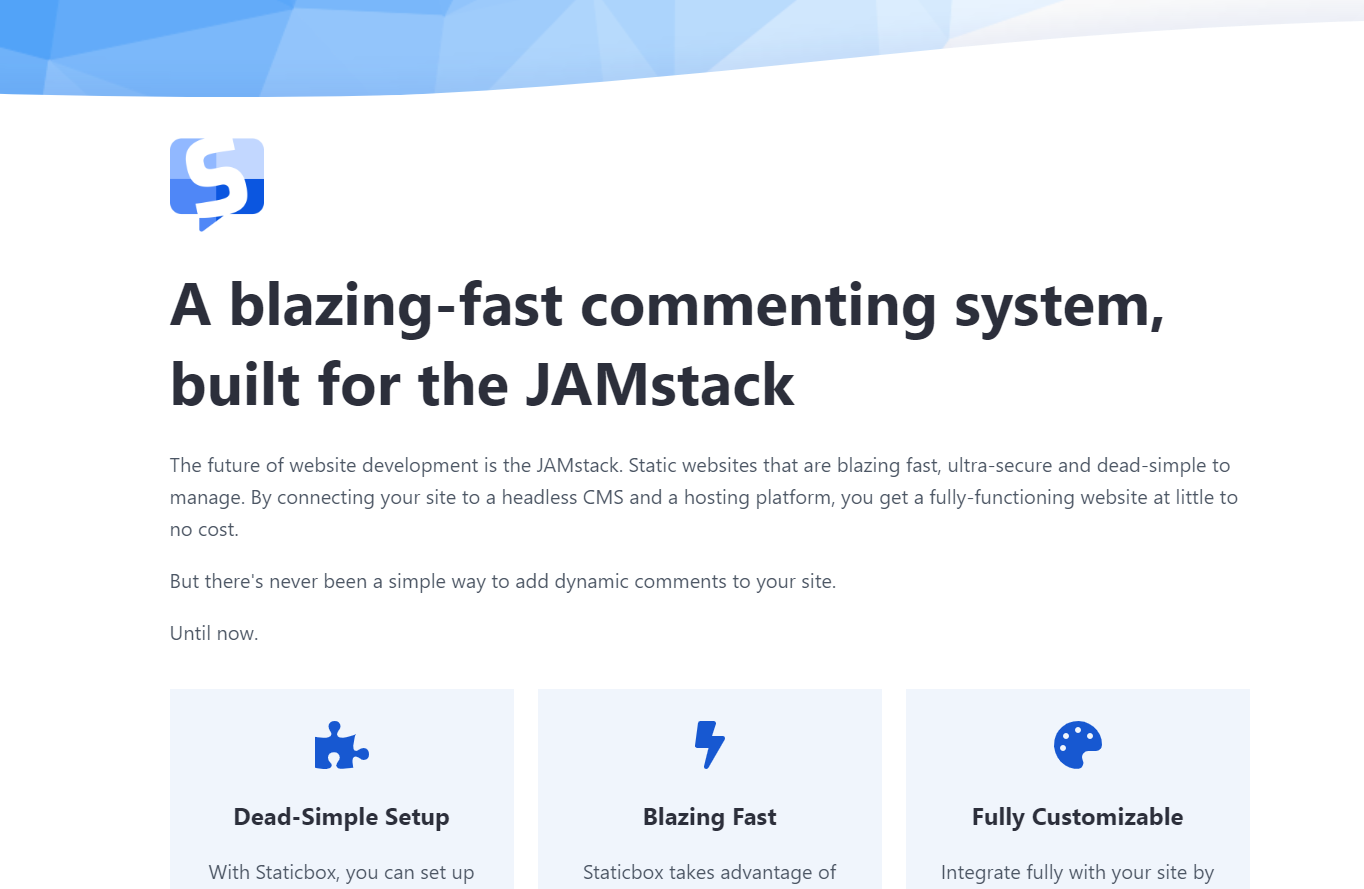 S
A blazing-fast commenting system,
built for the JAMstack
The future of website development is the JAMstack. Static websites that are blazing fast, ultra-secure and dead-simple to
manage. By connecting your site to a headless CMS and a hosting platform, you get a fully-functioning website at little to
no cost.
But there's never been a simple way to add dynamic comments to your site.
Until now.
Dead-Simple Setup
With Staticbox, you can set up
Blazing Fast
Staticbox takes advantage of
Fully Customizable
Integrate fully with your site by